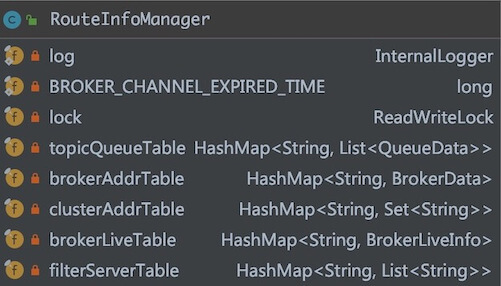 RouteInfoManager
log InternalLogger
BROKER_CHANNEL_EXPIRED_TIME long
lock ReadWriteLock
topicQueueTable HashMap<String, List<QueueData>>
brokerAddrTable HashMap<String, BrokerData>
clusterAddrTable HashMap<String, Set<String>>
brokerLiveTable HashMap<String, BrokerLiveInfo>
filterServerTable HashMap<String, List<String>>